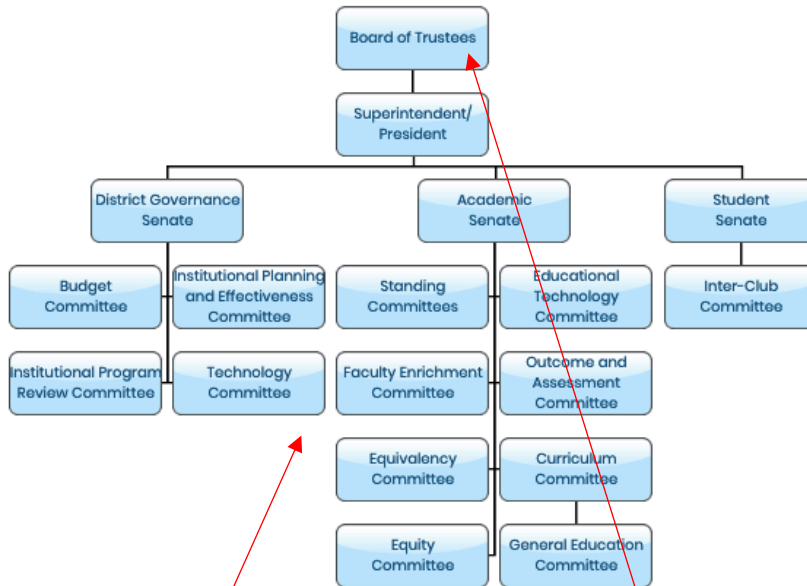 Board of Trustees
Superintendent/
President
District Governance
Senate
Academic
Senate
Student
Senate
Budget
Committee
Institutional Planning
and Effectiveness
Committee
Standing
Committees
Educational
Technology
Committee
Inter-Club
Committee
Institutional Program
Review Committee
Technology
Committee
Faculty Enrichment
Committee
Outcome and
Assessment
Committee
Equivalency
Committee
Curriculum
Committee
Equity
Committee
General Education
Committee